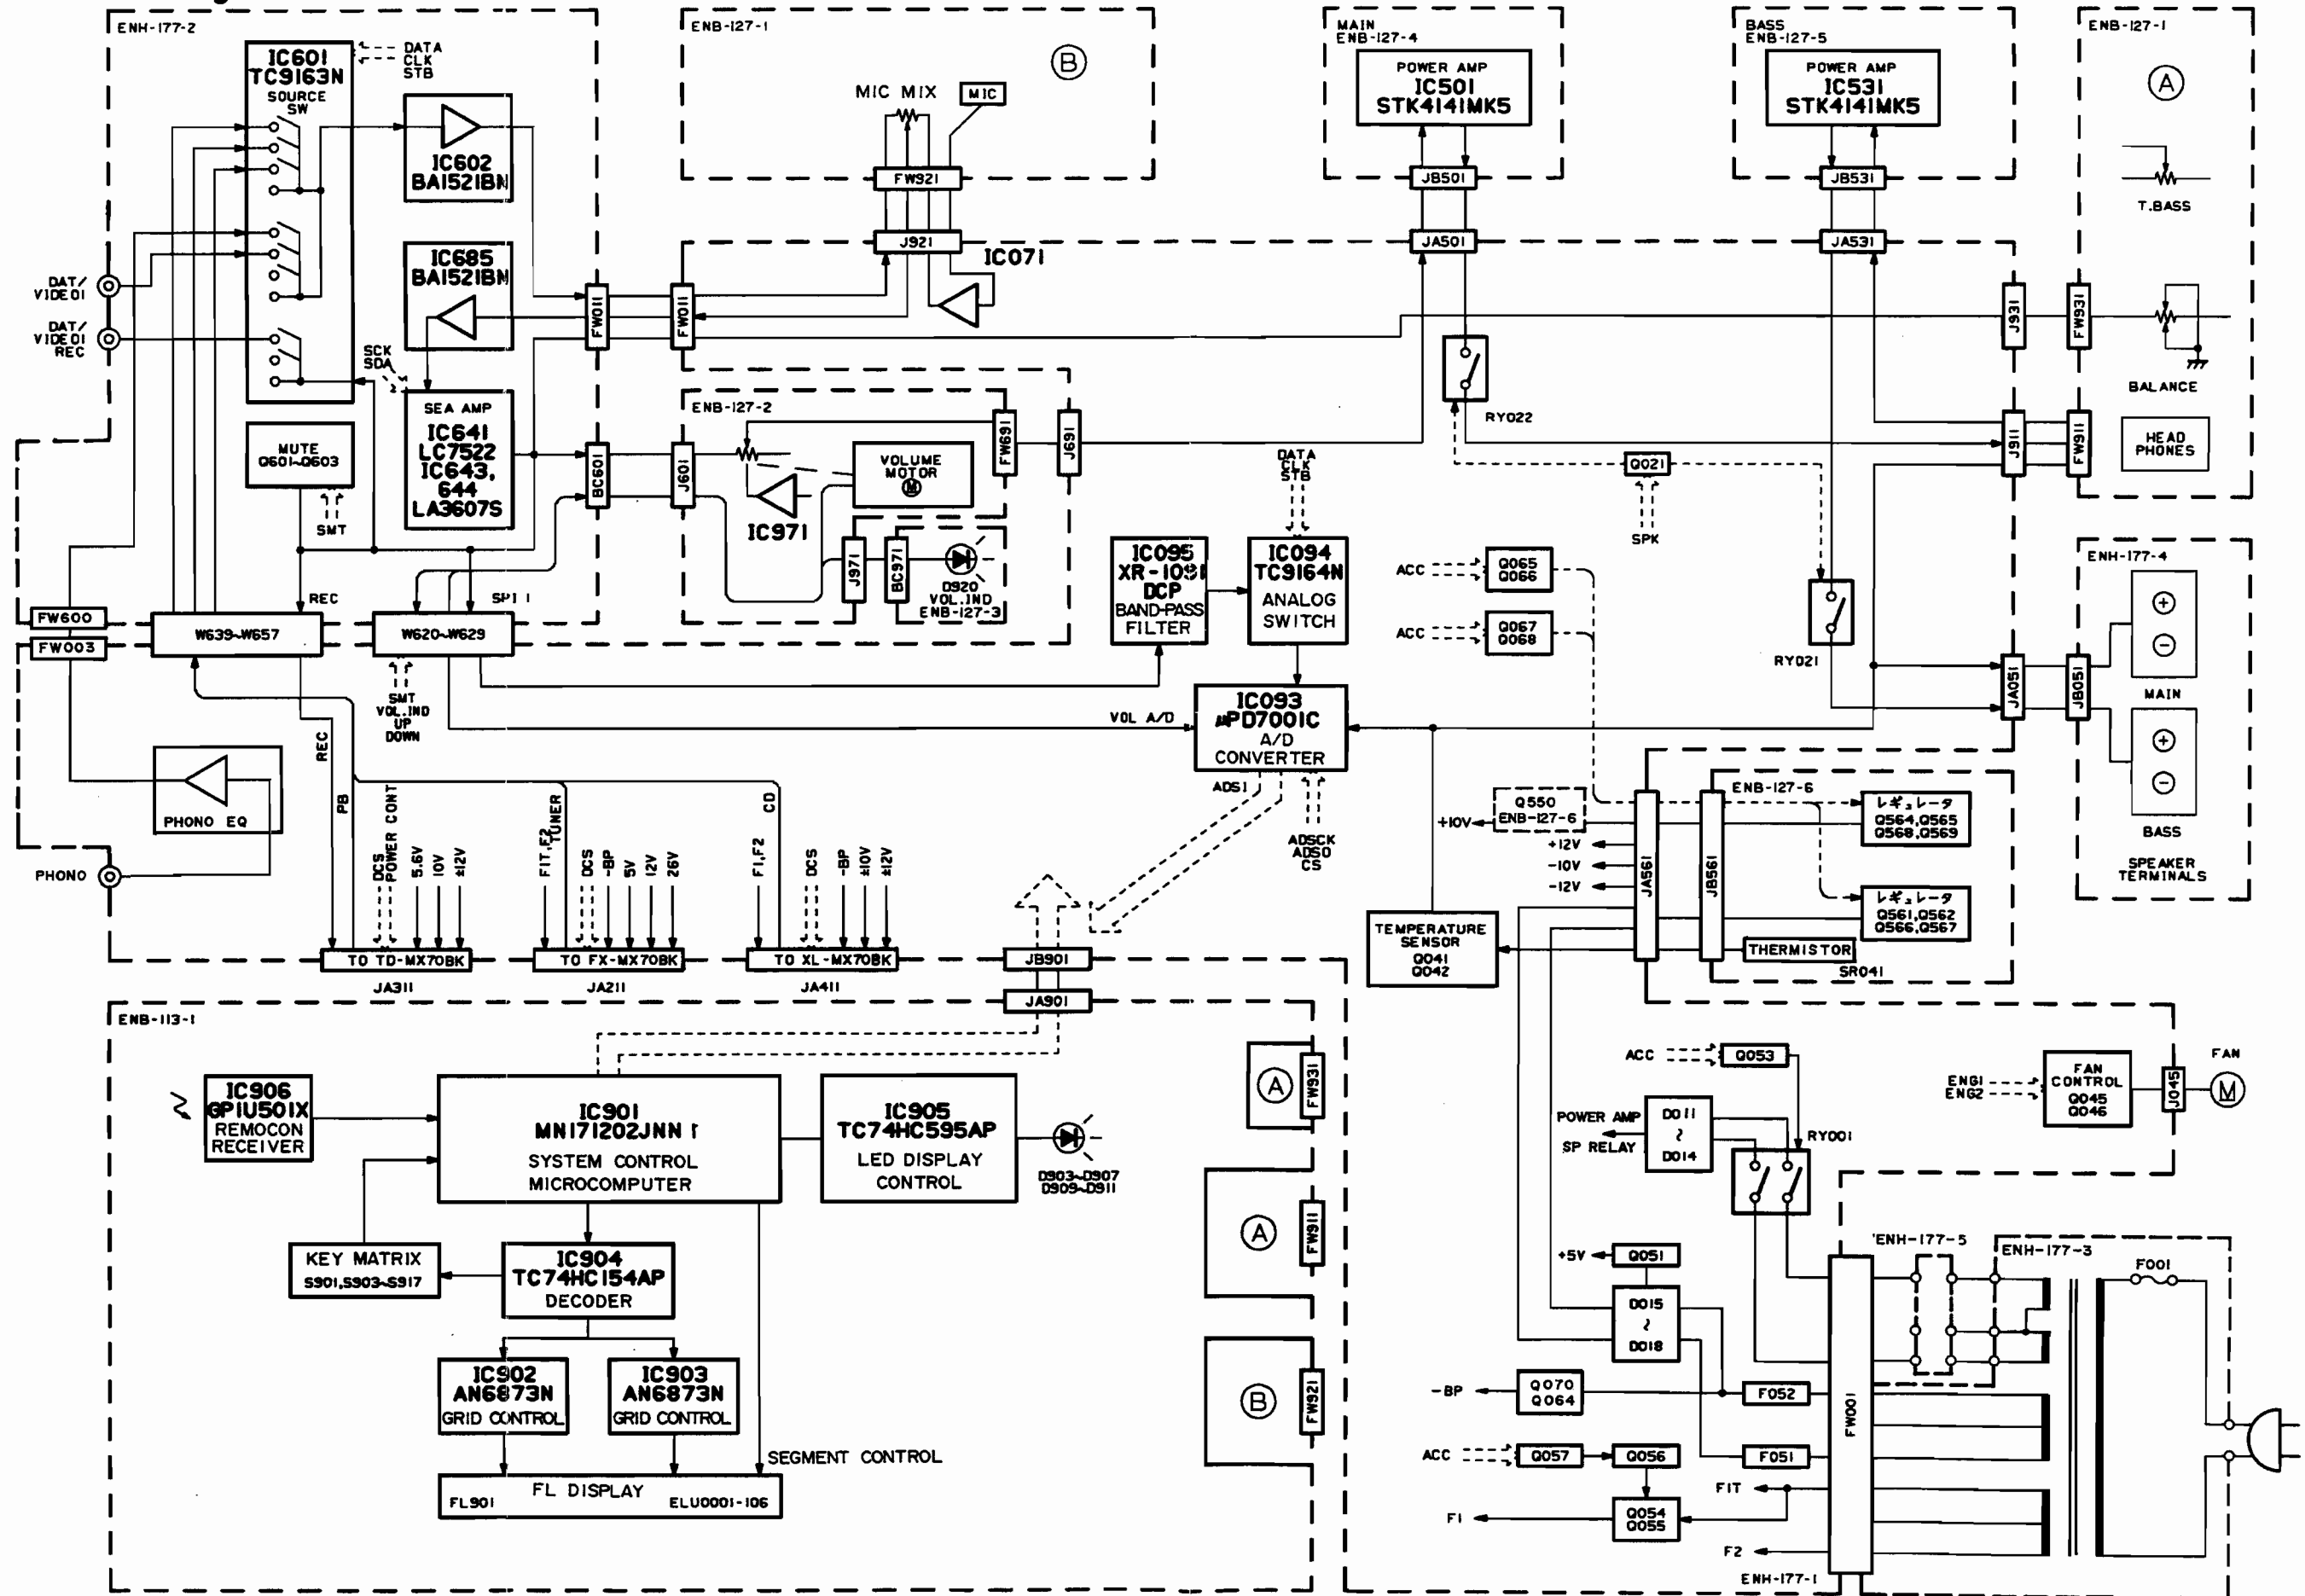 ENH-177-2
IC601
TC9163N
SOURCE
SW
DATA
CLK
STB
IC602
BA1521BN
IC685
BA1521BN
DAT/
VIDEO1
DAT/
VIDEO1
REC
SCK
SDA
SEA AMP
IC641
LC7522
IC643,
644
LA3607S
MUTE
Q601~Q603
SMT
FW011
BC601
REC
FW600
FW003
W639~W657
W620~W629
SMT
VOL.IND
UP
DOWN
PHONO EQ
PHONO
ENB-127-1
B
MIC MIX
MIC
FW921
J921
IC071
FW011
ENB-127-2
J601
VOLUME
MOTOR
M
IC971
FW691
J691
J971
BC971
D920
VOL.IND
ENB-127-3
MAIN
ENB-127-4
POWER AMP
IC501
STK4141MK5
JB501
JA501
BASS
ENB-127-5
POWER AMP
IC531
STK4141MK5
JB531
JA531
ENB-127-1
A
T.BASS
J931
FW931
BALANCE
J911
FW911
HEAD
PHONES
RY022
Q021
SPK
DATA
CLK
STB
IC095
XR-1091
DCP
BAND-PASS
FILTER
IC094
TC9164N
ANALOG
SWITCH
ACC
Q065
Q066
ACC
Q067
Q068
RY021
ENH-177-4
+
-
MAIN
+
-
BASS
SPEAKER
TERMINALS
JA051
JB051
VOL A/D
IC093
μPD7001C
A/D
CONVERTER
ADSI
ADSCK
ADSO
CS
REC
PB
DCS
POWER CONT
5.6V
10V
±12V
F1T,F2
TUNER
DCS
-BP
5V
12V
26V
CD
F1,F2
DCS
-BP
±10V
±12V
TO TD-MX70BK
JA311
TO FX-MX70BK
JA211
TO XL-MX70BK
JA411
JB901
JA901
Q550
ENB-127-6
+10V
+12V
-10V
-12V
JA561
JB561
ENB-127-6
レギュレータ
Q564,Q565
Q568,Q569
レギュレータ
Q561,Q562
Q566,Q567
THERMISTOR
SR041
TEMPERATURE
SENSOR
Q041
Q042
ENB-113-1
IC906
GP1U501X
REMOCON
RECEIVER
IC901
MN171202JNN1
SYSTEM CONTROL
MICROCOMPUTER
IC905
TC74HC595AP
LED DISPLAY
CONTROL
D903~D907
D909~D911
KEY MATRIX
S901,S903~S917
IC904
TC74HC154AP
DECODER
IC902
AN6873N
GRID CONTROL
IC903
AN6873N
GRID CONTROL
SEGMENT CONTROL
FL DISPLAY
FL901
ELU0001-106
A
FW931
A
FW911
B
FW921
ACC
Q053
ENG1
ENG2
FAN
CONTROL
Q045
Q046
J045
FAN
M
POWER AMP
SP RELAY
D011
~
D014
RY001
'ENH-177-5
ENH-177-3
F001
+5V
Q051
D015
~
D018
-BP
Q070
Q064
F052
ACC
Q057
Q056
F051
F1T
F1
Q054
Q055
F2
FW001
ENH-177-1